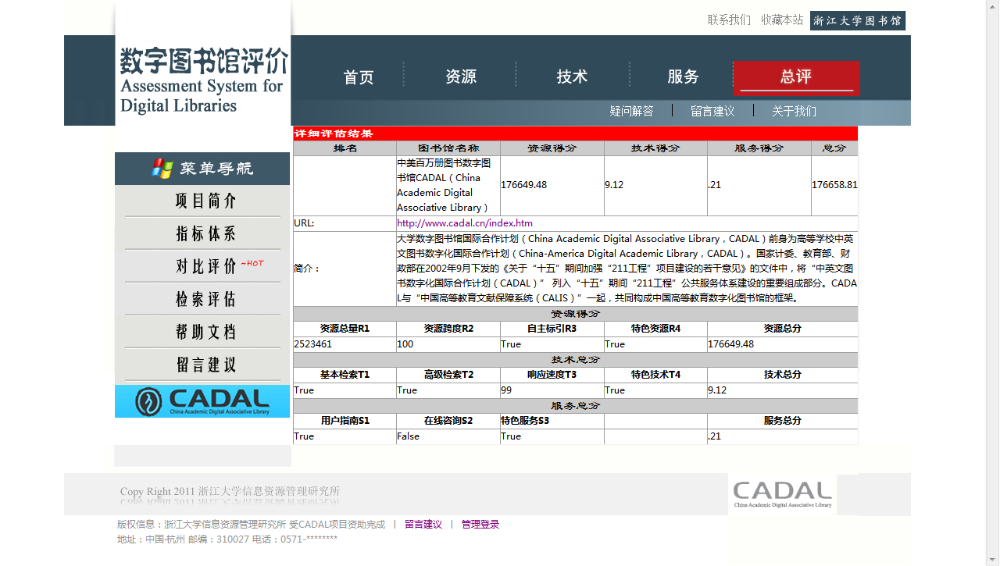 联系我们 收藏本站 浙江大学图书馆
数字图书馆评价
Assessment System for
Digital Libraries
首页 资源 技术 服务 总评
疑问解答 留言建议 关于我们
菜单导航
项目简介
指标体系
对比评价 ~HOT
检索评估
帮助文档
留言建议
CADAL
China Academic Digital Associative Library
详细评估结果
排名 图书馆名称 资源得分 技术得分 服务得分 总分
中美百万册图书数字图
书馆CADAL（China
Academic Digital
Associative Library）
176649.48 9.12 .21 176658.81
URL: http://www.cadal.cn/index.htm
简介：
大学数字图书馆国际合作计划（China Academic Digital Associative Library，CADAL）前身为高等学校中英
文图书数字化国际合作计划（China-America Digital Academic Library，CADAL）。国家计委、教育部、财
政部在2002年9月下发的《关于“十五”期间加强“211工程”项目建设的若干意见》的文件中，将“中英文图
书数字化国际合作计划（CADAL）” 列入“十五”期间“211工程”公共服务体系建设的重要组成部分。CADA
L与“中国高等教育文献保障系统（CALIS）”一起，共同构成中国高等教育数字化图书馆的框架。
资源得分
资源总量R1 资源跨度R2 自主标引R3 特色资源R4 资源总分
2523461 100 True True 176649.48
技术总分
基本检索T1 高级检索T2 响应速度T3 特色技术T4 技术总分
True True 99 True 9.12
服务总分
用户指南S1 在线咨询S2 特色服务S3 服务总分
True False True .21
Copy Right 2011 浙江大学信息资源管理研究所
CADAL
China Academic Digital Associative Library
版权信息：浙江大学信息资源管理研究所 受CADAL项目资助完成 | 留言建议 | 管理登录
地址：中国·杭州 邮编：310027 电话：0571-********